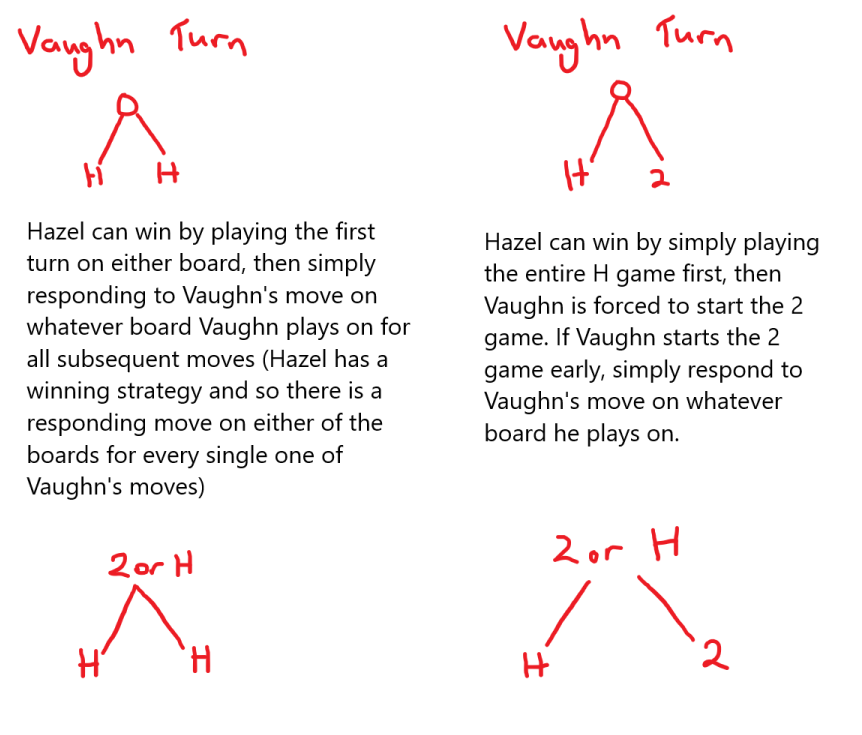 Vaughn Turn
H H
Hazel can win by playing the first
turn on either board, then simply
responding to Vaughn's move on
whatever board Vaughn plays on for
all subsequent moves (Hazel has a
winning strategy and so there is a
responding move on either of the
boards for every single one of
Vaughn's moves)
2 or H
H H
Vaughn Turn
H 2
Hazel can win by simply playing
the entire H game first, then
Vaughn is forced to start the 2
game. If Vaughn starts the 2
game early, simply respond to
Vaughn's move on whatever
board he plays on.
2 or H
H 2